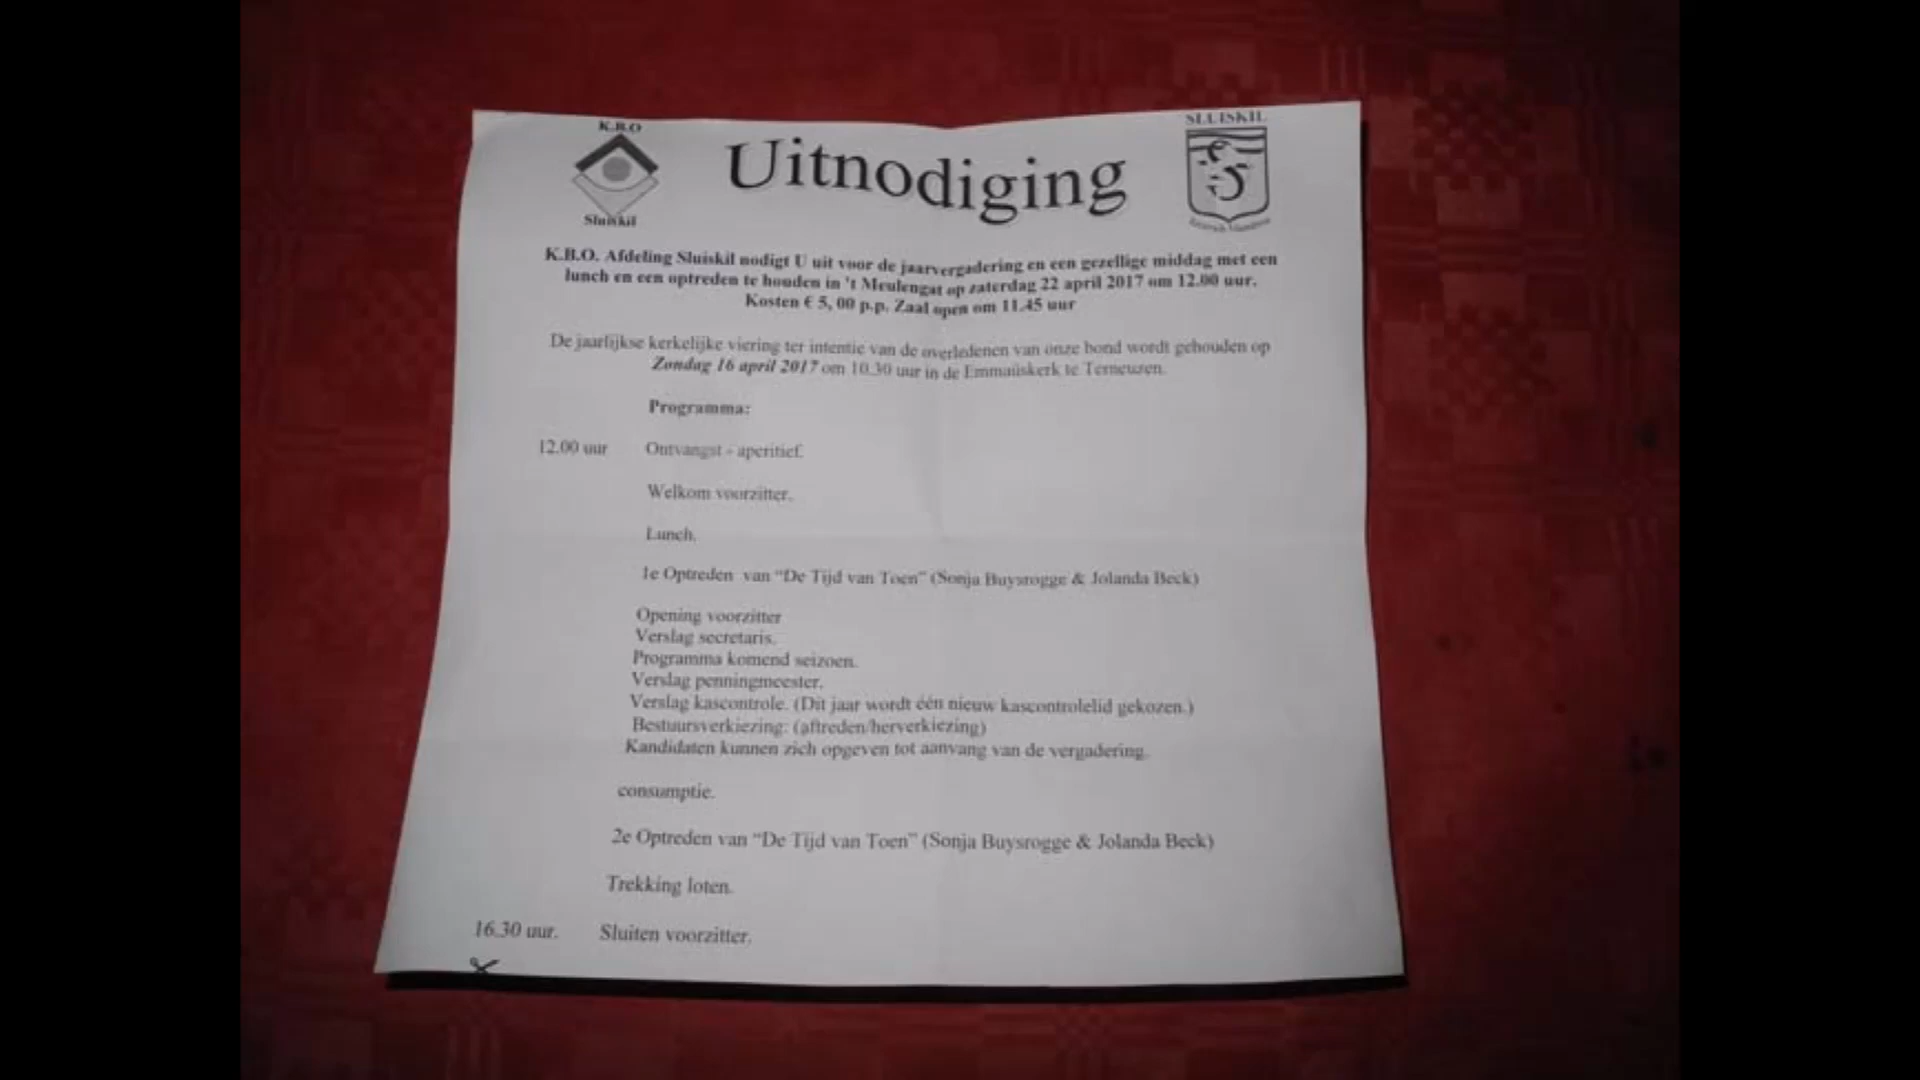 K.B.O
Sluiskil
Uitnodiging
SLUISKIL
K.B.O. Afdeling Sluiskil nodigt U uit voor de jaarvergadering en een gezellige middag met een
lunch en een optreden te houden in 't Meulengat op zaterdag 22 april 2017 om 12.00 uur.
Kosten € 5, 00 p.p. Zaal open om 11.45 uur
De jaarlijkse kerkelijke viering ter intentie van de overledenen van onze bond wordt gehouden op
Zondag 16 april 2017 om 10.30 uur in de Emmaüskerk te Terneuzen.
Programma:
12.00 uur Ontvangst - aperitief.
Welkom voorzitter.
Lunch.
1e Optreden van “De Tijd van Toen” (Sonja Buysrogge & Jolanda Beck)
Opening voorzitter
Verslag secretaris.
Programma komend seizoen.
Verslag penningmeester.
Verslag kascontrole. (Dit jaar wordt één nieuw kascontrolelid gekozen.)
Bestuursverkiezing: (aftreden/herverkiezing)
Kandidaten kunnen zich opgeven tot aanvang van de vergadering.
consumptie.
2e Optreden van “De Tijd van Toen” (Sonja Buysrogge & Jolanda Beck)
Trekking loten.
16.30 uur. Sluiten voorzitter.